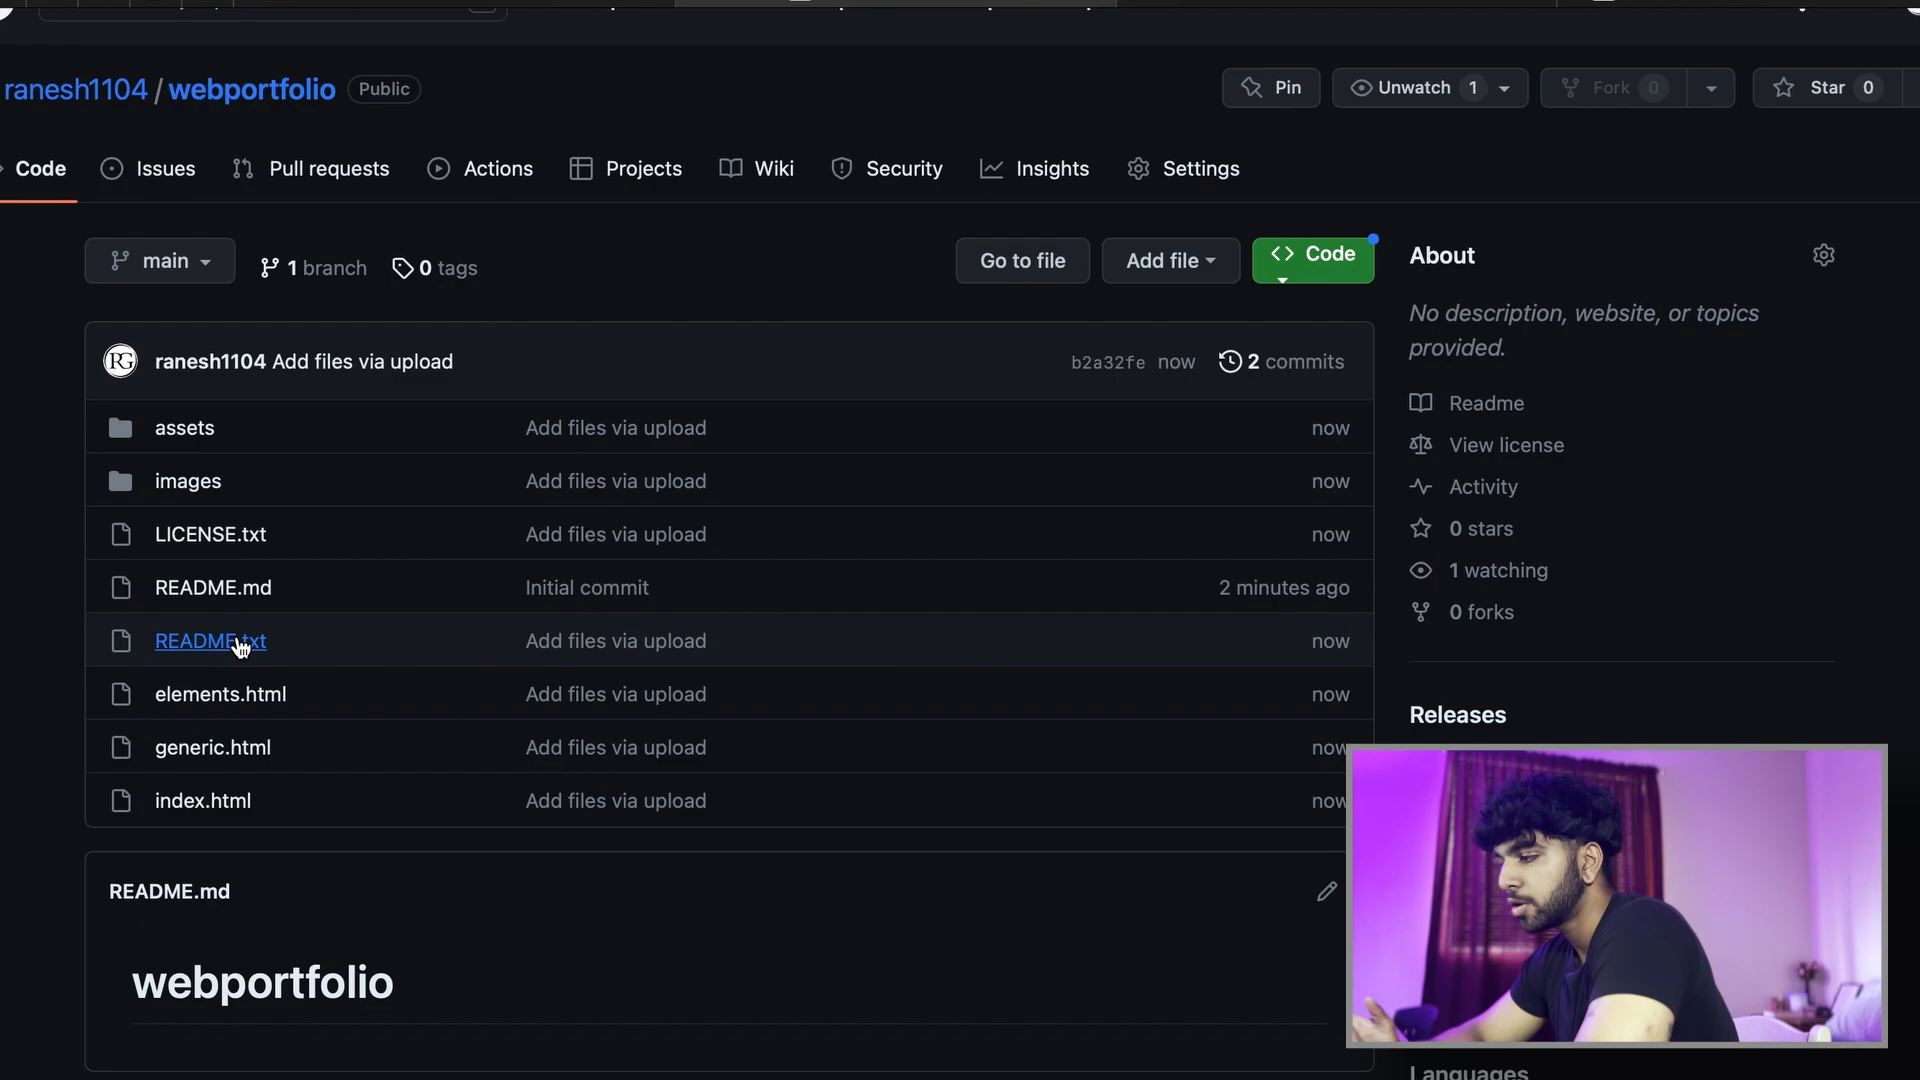 ranesh1104 / webportfolio Public
Pin Unwatch 1 Fork 0 Star 0
Code Issues Pull requests Actions Projects Wiki Security Insights Settings
main 1 branch 0 tags Go to file Add file <> Code
RG ranesh1104 Add files via upload b2a32fe now 2 commits
assets Add files via upload now
images Add files via upload now
LICENSE.txt Add files via upload now
README.md Initial commit 2 minutes ago
README.txt Add files via upload now
elements.html Add files via upload now
generic.html Add files via upload now
index.html Add files via upload now
README.md
webportfolio
About
No description, website, or topics
provided.
Readme
View license
Activity
0 stars
1 watching
0 forks
Releases
Languages